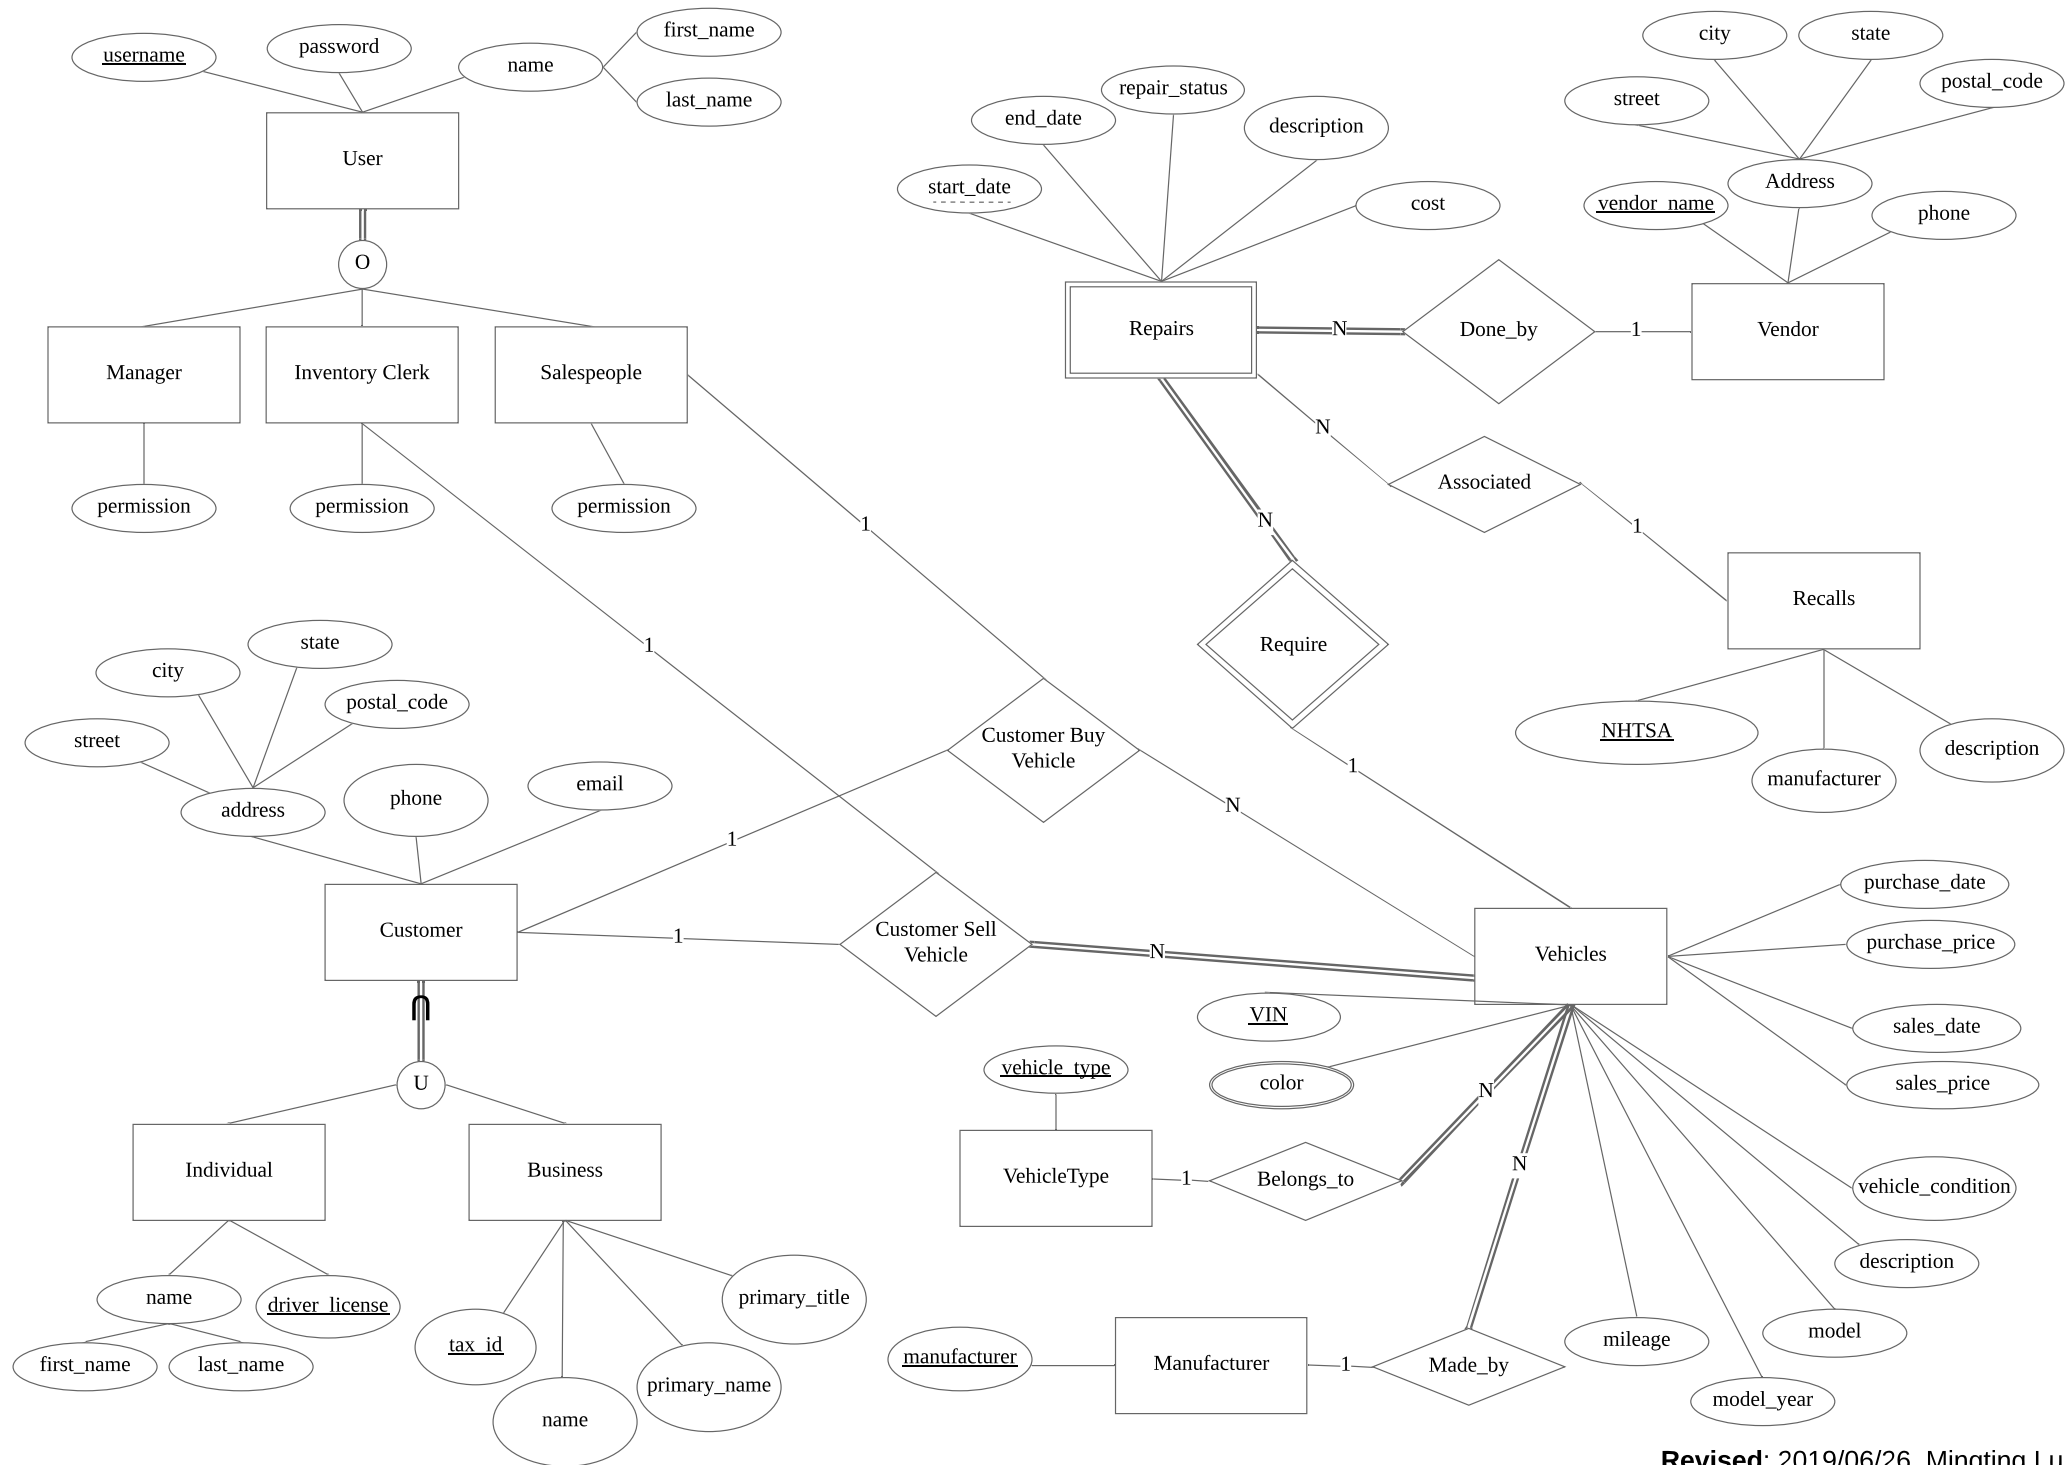 username
password
name
first_name
last_name
User
O
Manager
Inventory Clerk
Salespeople
permission
permission
permission
start_date
end_date
repair_status
description
cost
Repairs
N
Done_by
1
Vendor
city
state
street
postal_code
Address
vendor_name
phone
N
Associated
1
Recalls
NHTSA
manufacturer
description
N
Require
1
1
1
Customer Buy
Vehicle
1
N
Customer Sell
Vehicle
1
N
state
city
postal_code
street
address
phone
email
Customer
U
Individual
Business
name
driver_license
first_name
last_name
tax_id
name
primary_name
primary_title
Vehicles
purchase_date
purchase_price
sales_date
sales_price
VIN
color
vehicle_type
VehicleType
1
Belongs_to
N
N
manufacturer
Manufacturer
1
Made_by
vehicle_condition
description
model
mileage
model_year
Revised: 2019/06/26, Mingting Lu